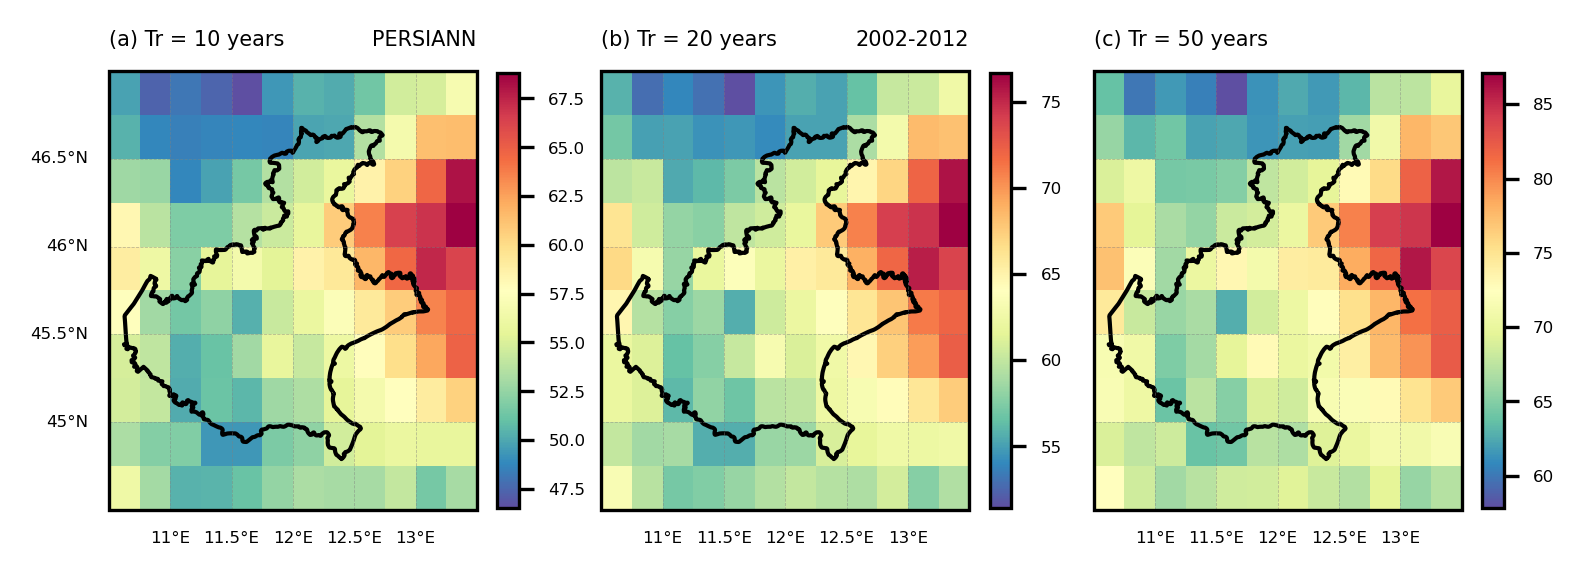 (a) Tr = 10 years PERSIANN
(b) Tr = 20 years 2002-2012
(c) Tr = 50 years
46.5°N
46°N
45.5°N
45°N
11°E 11.5°E 12°E 12.5°E 13°E
67.5
65.0
62.5
60.0
57.5
55.0
52.5
50.0
47.5
11°E 11.5°E 12°E 12.5°E 13°E
75
70
65
60
55
11°E 11.5°E 12°E 12.5°E 13°E
85
80
75
70
65
60